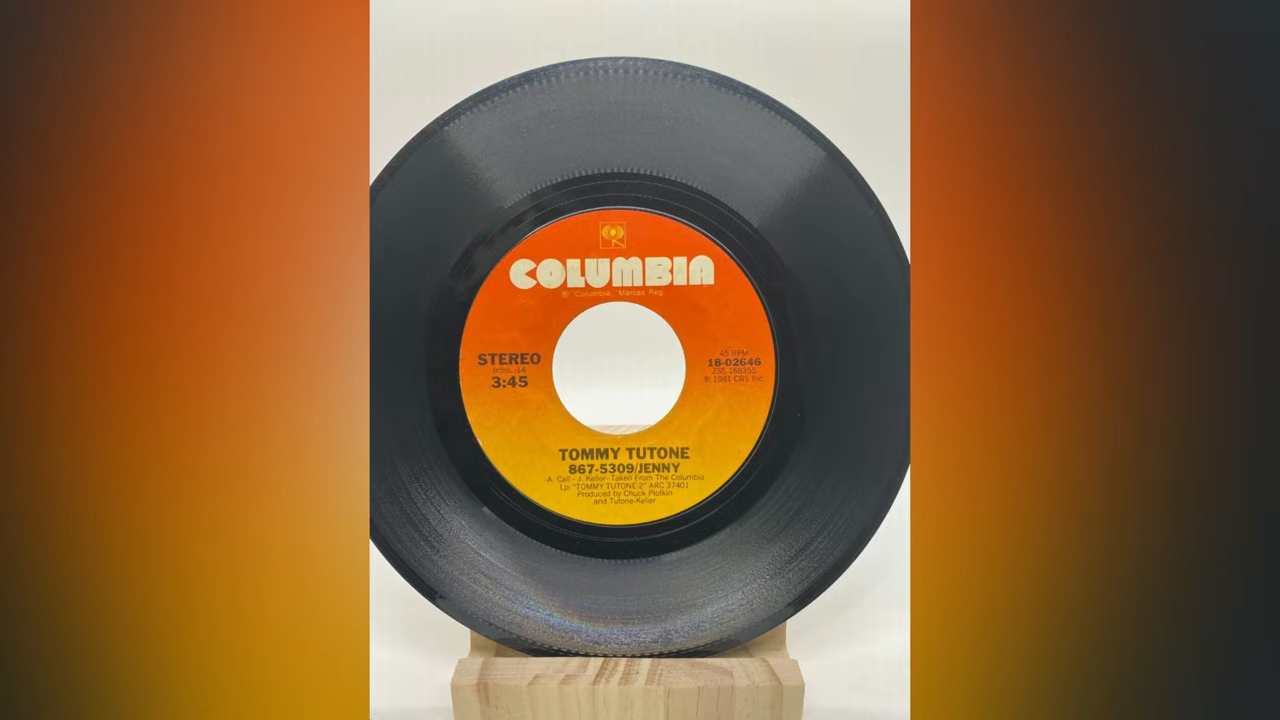 COLUMBIA
® "Columbia," Marcas Reg.
STEREO
Intro. :14
3:45
45 RPM
18-02646
ZSS 168355
℗ 1981 CBS Inc.
TOMMY TUTONE
867-5309/JENNY
-A. Call - J. Keller- Taken From The Columbia
Lp: "TOMMY TUTONE-2" ARC 37401
Produced by Chuck Plotkin
and Tutone-Keller